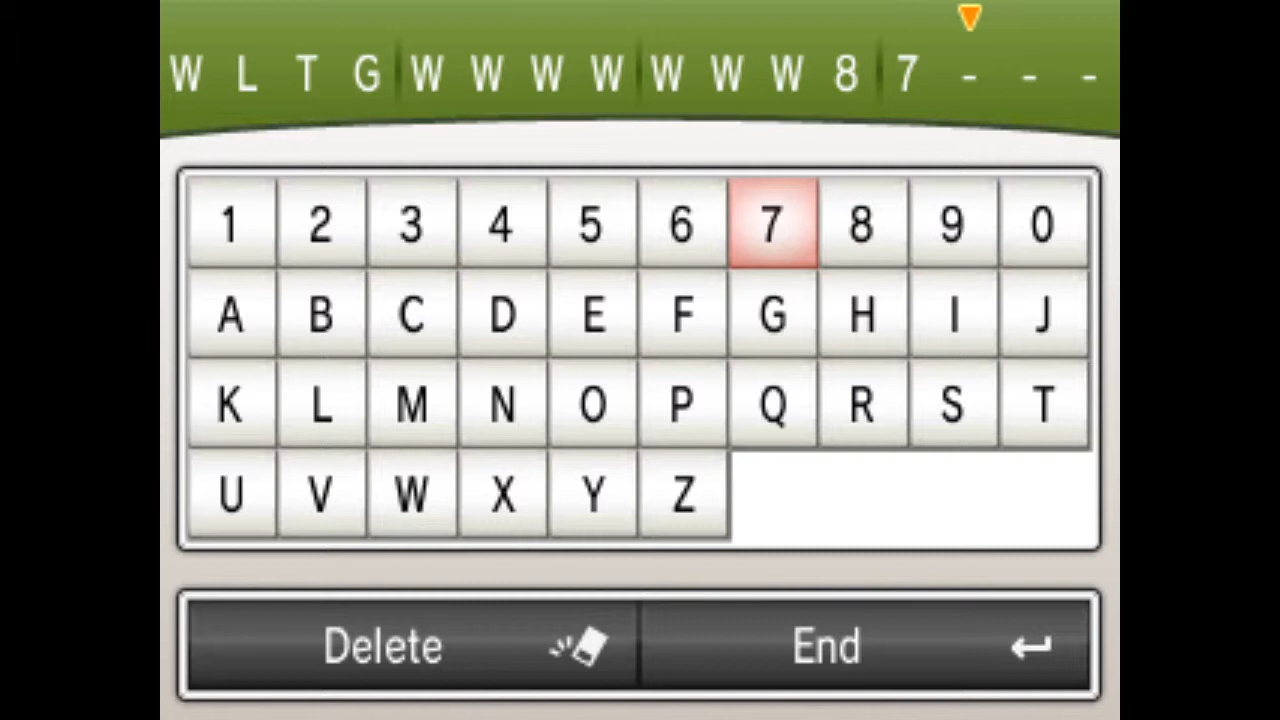 W L T G W W W W W W W 8 7 - - -
1 2 3 4 5 6 7 8 9 0
A B C D E F G H I J
K L M N O P Q R S T
U V W X Y Z
Delete End